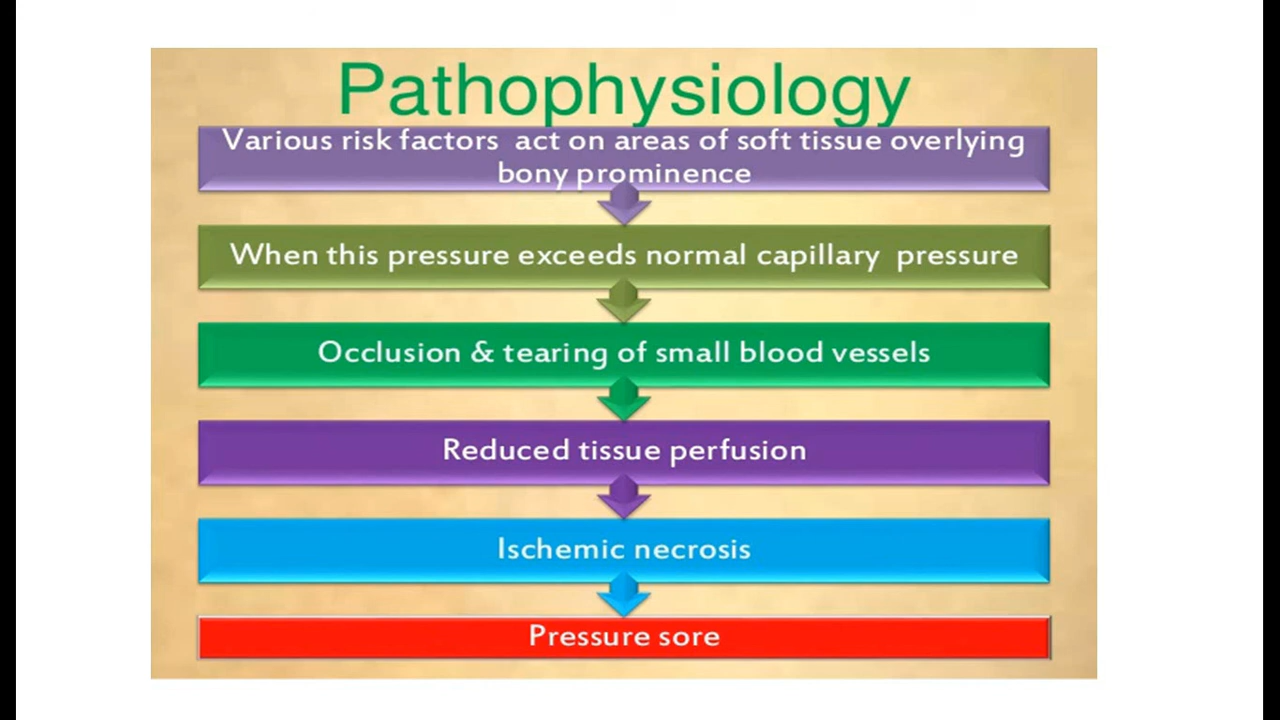 Pathophysiology
Various risk factors act on areas of soft tissue overlying
bony prominence
When this pressure exceeds normal capillary pressure
Occlusion & tearing of small blood vessels
Reduced tissue perfusion
Ischemic necrosis
Pressure sore